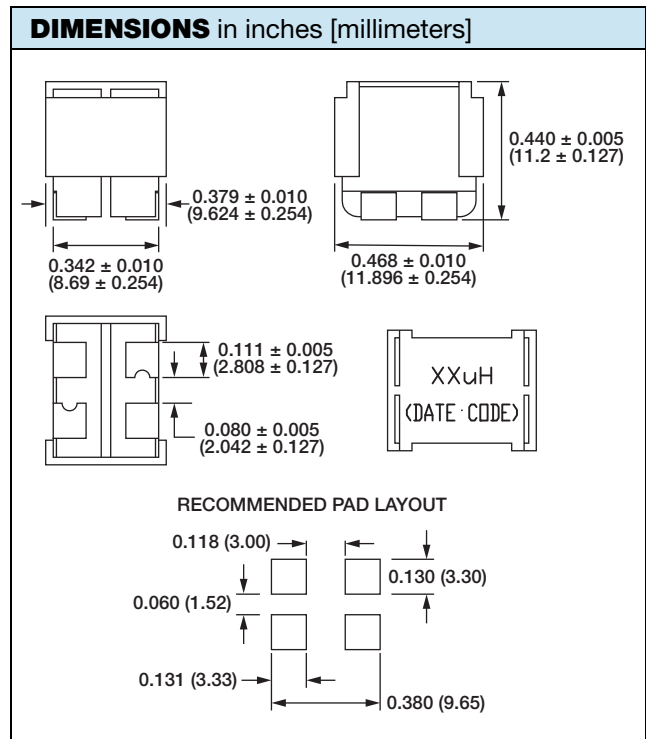 DIMENSIONS in inches [millimeters]
0.440 ± 0.005
(11.2 ± 0.127)
0.379 ± 0.010
(9.624 ± 0.254)
0.342 ± 0.010
(8.69 ± 0.254)
0.468 ± 0.010
(11.896 ± 0.254)
0.111 ± 0.005
(2.808 ± 0.127)
0.080 ± 0.005
(2.042 ± 0.127)
XXuH
(DATE CODE)
RECOMMENDED PAD LAYOUT
0.118 (3.00)
0.130 (3.30)
0.060 (1.52)
0.131 (3.33)
0.380 (9.65)